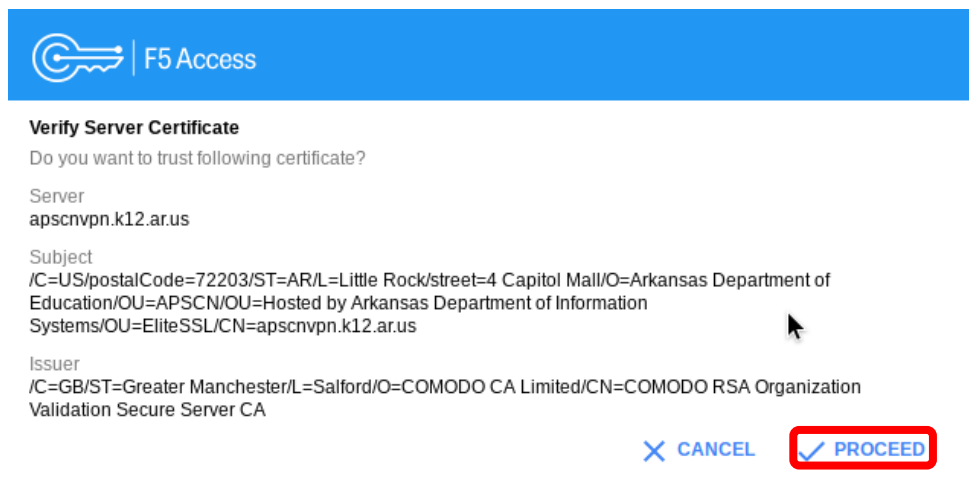 F5 Access
Verify Server Certificate
Do you want to trust following certificate?
Server
apscnvpn.k12.ar.us
Subject
/C=US/postalCode=72203/ST=AR/L=Little Rock/street=4 Capitol Mall/O=Arkansas Department of
Education/OU=APSCN/OU=Hosted by Arkansas Department of Information
Systems/OU=EliteSSL/CN=apscnvpn.k12.ar.us
Issuer
/C=GB/ST=Greater Manchester/L=Salford/O=COMODO CA Limited/CN=COMODO RSA Organization
Validation Secure Server CA
CANCEL PROCEED